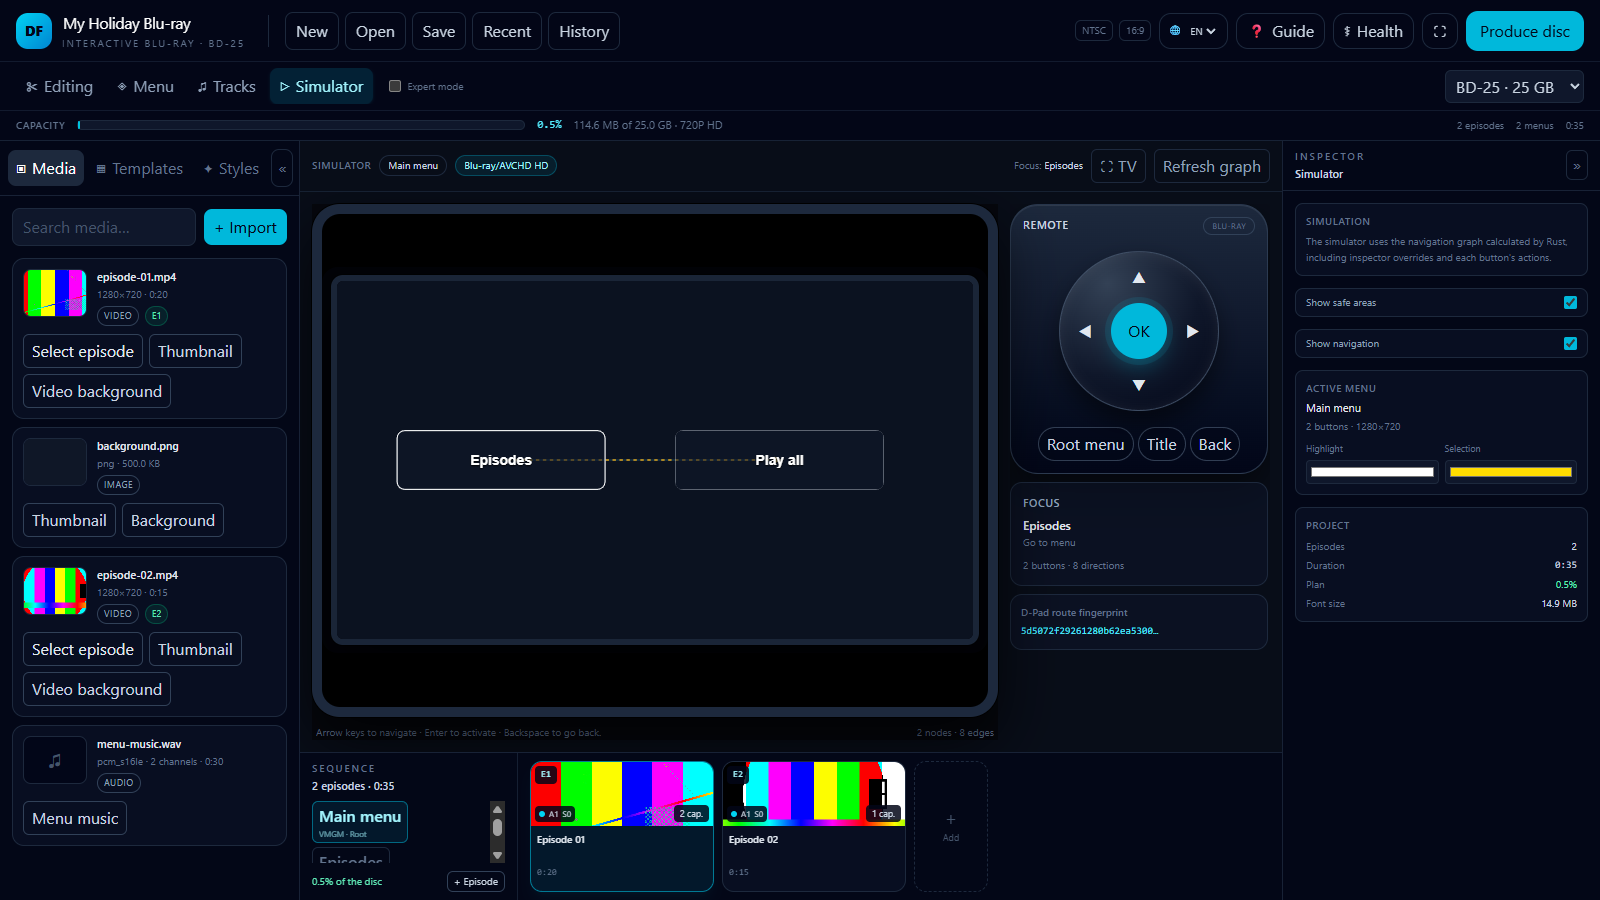 DF
My Holiday Blu-ray
INTERACTIVE BLU-RAY · BD-25
New
Open
Save
Recent
History
NTSC
16:9
EN
Guide
Health
Produce disc
Editing
Menu
Tracks
Simulator
Expert mode
BD-25 · 25 GB
CAPACITY
0.5%
114.6 MB of 25.0 GB · 720P HD
2 episodes
2 menus
0:35
Media
Templates
Styles
«
Search media...
+ Import
episode-01.mp4
1280×720 · 0:20
VIDEO
E1
Select episode
Thumbnail
Video background
background.png
png · 500.0 KB
IMAGE
Thumbnail
Background
episode-02.mp4
1280×720 · 0:15
VIDEO
E2
Select episode
Thumbnail
Video background
menu-music.wav
pcm_s16le · 2 channels · 0:30
AUDIO
Menu music
SIMULATOR
Main menu
Blu-ray/AVCHD HD
Focus: Episodes
TV
Refresh graph
Episodes
Play all
Arrow keys to navigate · Enter to activate · Backspace to go back.
2 nodes · 8 edges
REMOTE
BLU-RAY
OK
Root menu
Title
Back
FOCUS
Episodes
Go to menu
2 buttons · 8 directions
D-Pad route fingerprint
5d5072f29261280b62ea5300…
SEQUENCE
2 episodes · 0:35
Main menu
VMGM · Root
Episodes
0.5% of the disc
+ Episode
E1
A1 S0
2 cap.
Episode 01
0:20
E2
A1 S0
1 cap.
Episode 02
0:15
+
Add
INSPECTOR
Simulator
»
SIMULATION
The simulator uses the navigation graph calculated by Rust,
including inspector overrides and each button's actions.
Show safe areas
Show navigation
ACTIVE MENU
Main menu
2 buttons · 1280×720
Highlight
Selection
PROJECT
Episodes
2
Duration
0:35
Plan
0.5%
Font size
14.9 MB